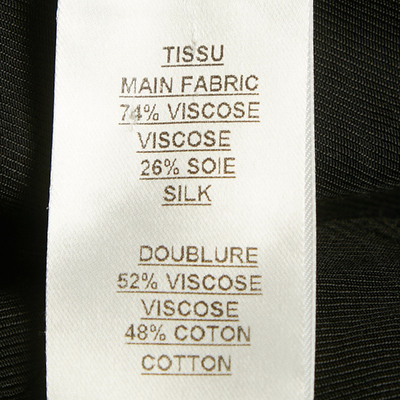 TISSU
MAIN FABRIC
74% VISCOSE
VISCOSE
26% SOIE
SILK
DOUBLURE
52% VISCOSE
VISCOSE
48% COTON
COTTON